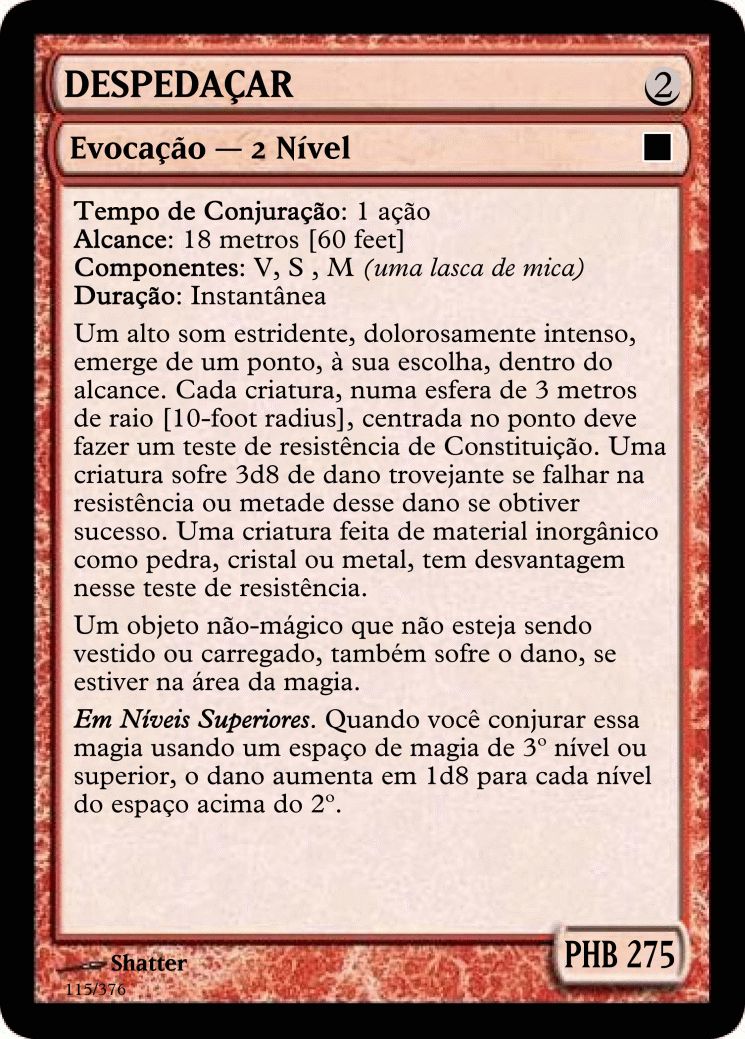 DESPEDAÇAR
2
Evocação — 2 Nível
Tempo de Conjuração: 1 ação
Alcance: 18 metros [60 feet]
Componentes: V, S , M (uma lasca de mica)
Duração: Instantânea
Um alto som estridente, dolorosamente intenso,
emerge de um ponto, à sua escolha, dentro do
alcance. Cada criatura, numa esfera de 3 metros
de raio [10-foot radius], centrada no ponto deve
fazer um teste de resistência de Constituição. Uma
criatura sofre 3d8 de dano trovejante se falhar na
resistência ou metade desse dano se obtiver
sucesso. Uma criatura feita de material inorgânico
como pedra, cristal ou metal, tem desvantagem
nesse teste de resistência.
Um objeto não-mágico que não esteja sendo
vestido ou carregado, também sofre o dano, se
estiver na área da magia.
Em Níveis Superiores. Quando você conjurar essa
magia usando um espaço de magia de 3º nível ou
superior, o dano aumenta em 1d8 para cada nível
do espaço acima do 2º.
PHB 275
Shatter
115/376